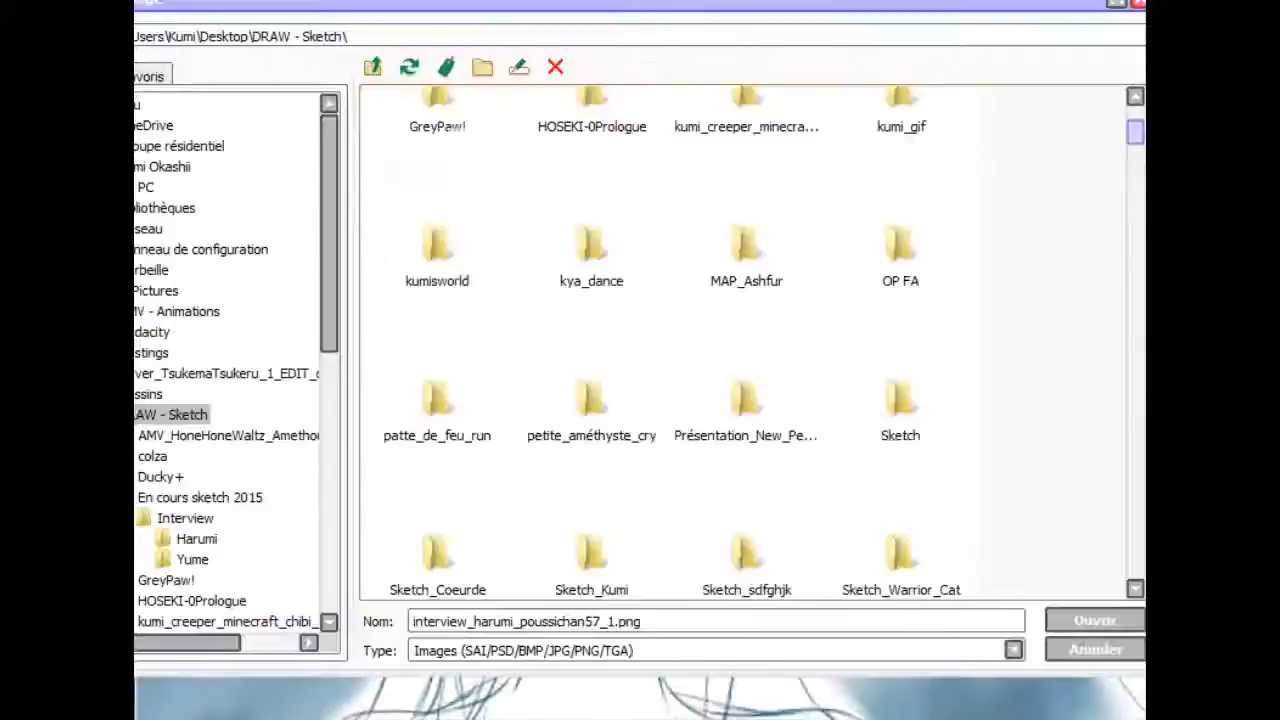 Users\Kumi\Desktop\DRAW - Sketch\
voris
GreyPaw!
HOSEKI-0Prologue
kumi_creeper_minecra...
kumi_gif
kumisworld
kya_dance
MAP_Ashfur
OP FA
patte_de_feu_run
petite_améthyste_cry
Présentation_New_Pe...
Sketch
Sketch_Coeurde
Sketch_Kumi
Sketch_sdfghjk
Sketch_Warrior_Cat
u
eDrive
oupe résidentiel
mi Okashii
PC
liothèques
seau
nneau de configuration
rbeille
Pictures
MV - Animations
dacity
stings
ver_TsukemaTsukeru_1_EDIT_
ssins
AW - Sketch
AMV_HoneHoneWaltz_Ametho
colza
Ducky+
En cours sketch 2015
Interview
Harumi
Yume
GreyPaw!
HOSEKI-0Prologue
kumi_creeper_minecraft_chibi_
Nom: interview_harumi_poussichan57_1.png
Ouvrir
Type: Images (SAI/PSD/BMP/JPG/PNG/TGA)
Annuler